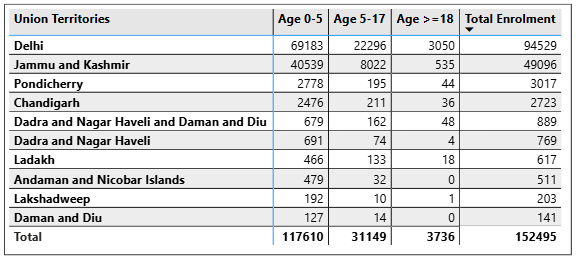 Union Territories Age 0-5 Age 5-17 Age >=18 Total Enrolment
Delhi 69183 22296 3050 94529
Jammu and Kashmir 40539 8022 535 49096
Pondicherry 2778 195 44 3017
Chandigarh 2476 211 36 2723
Dadra and Nagar Haveli and Daman and Diu 679 162 48 889
Dadra and Nagar Haveli 691 74 4 769
Ladakh 466 133 18 617
Andaman and Nicobar Islands 479 32 0 511
Lakshadweep 192 10 1 203
Daman and Diu 127 14 0 141
Total 117610 31149 3736 152495